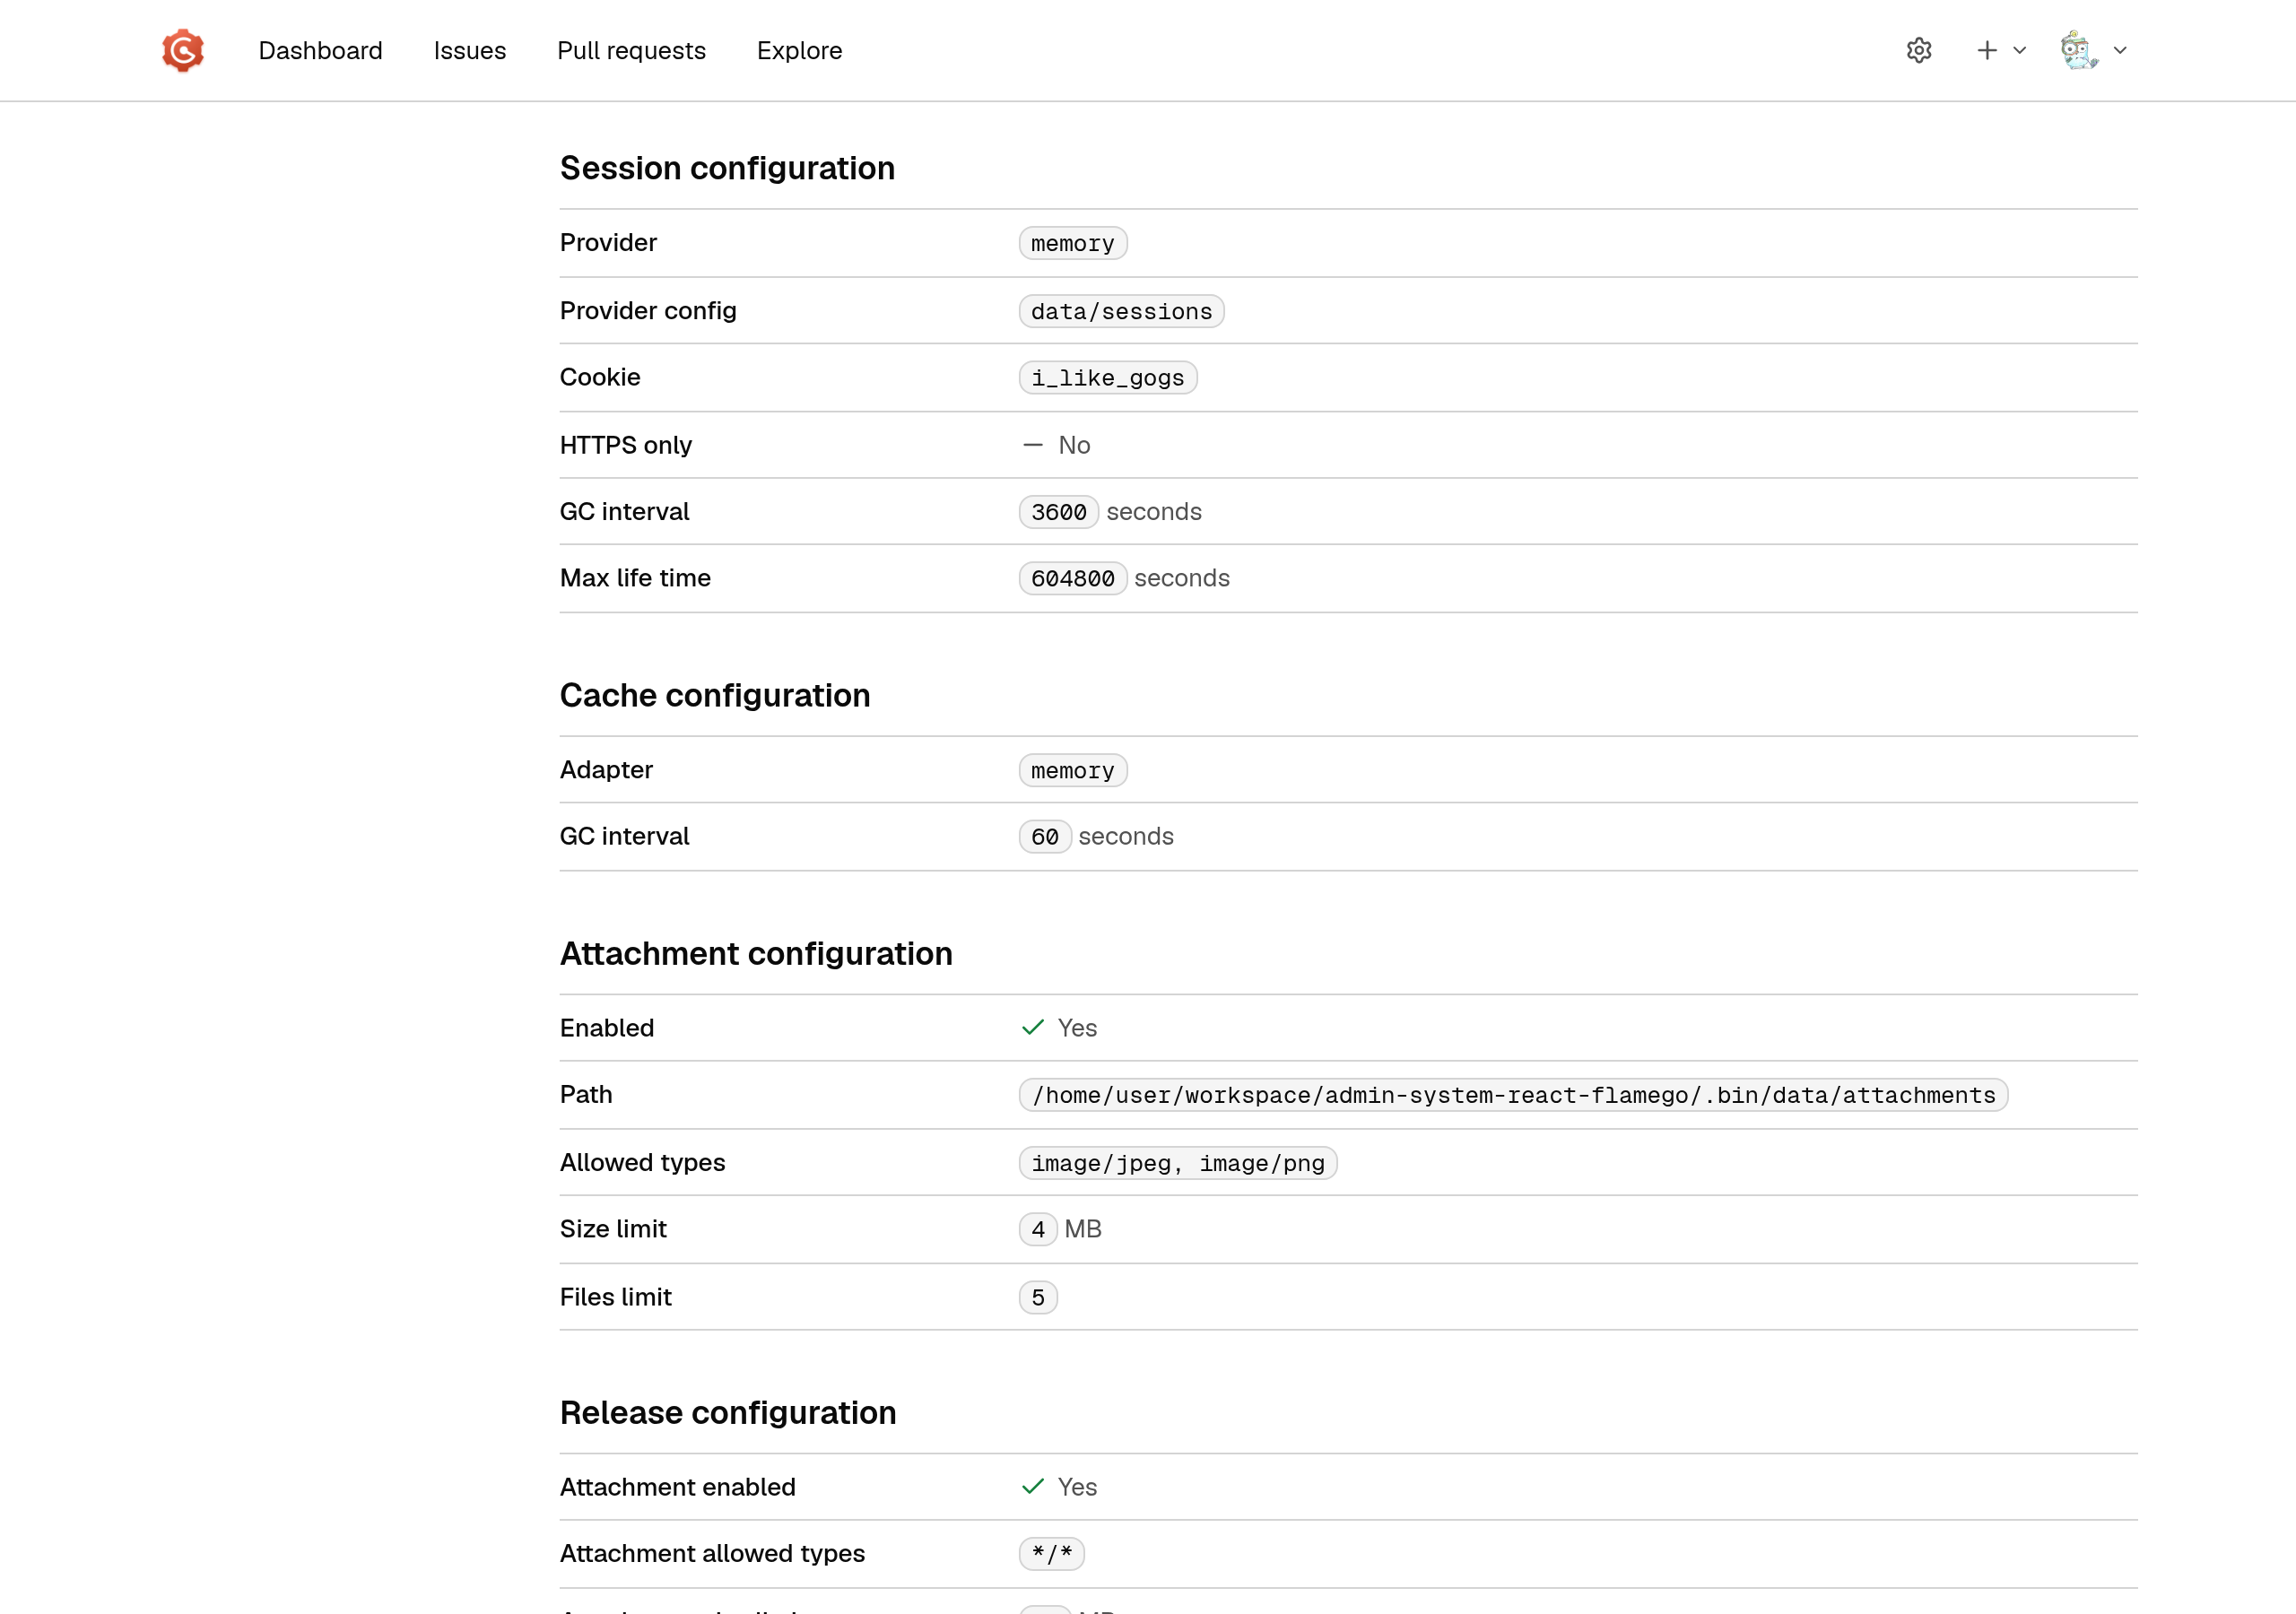 Dashboard Issues Pull requests Explore
Session configuration
Provider memory
Provider config data/sessions
Cookie i_like_gogs
HTTPS only No
GC interval 3600 seconds
Max life time 604800 seconds
Cache configuration
Adapter memory
GC interval 60 seconds
Attachment configuration
Enabled Yes
Path /home/user/workspace/admin-system-react-flamego/.bin/data/attachments
Allowed types image/jpeg, image/png
Size limit 4 MB
Files limit 5
Release configuration
Attachment enabled Yes
Attachment allowed types */*